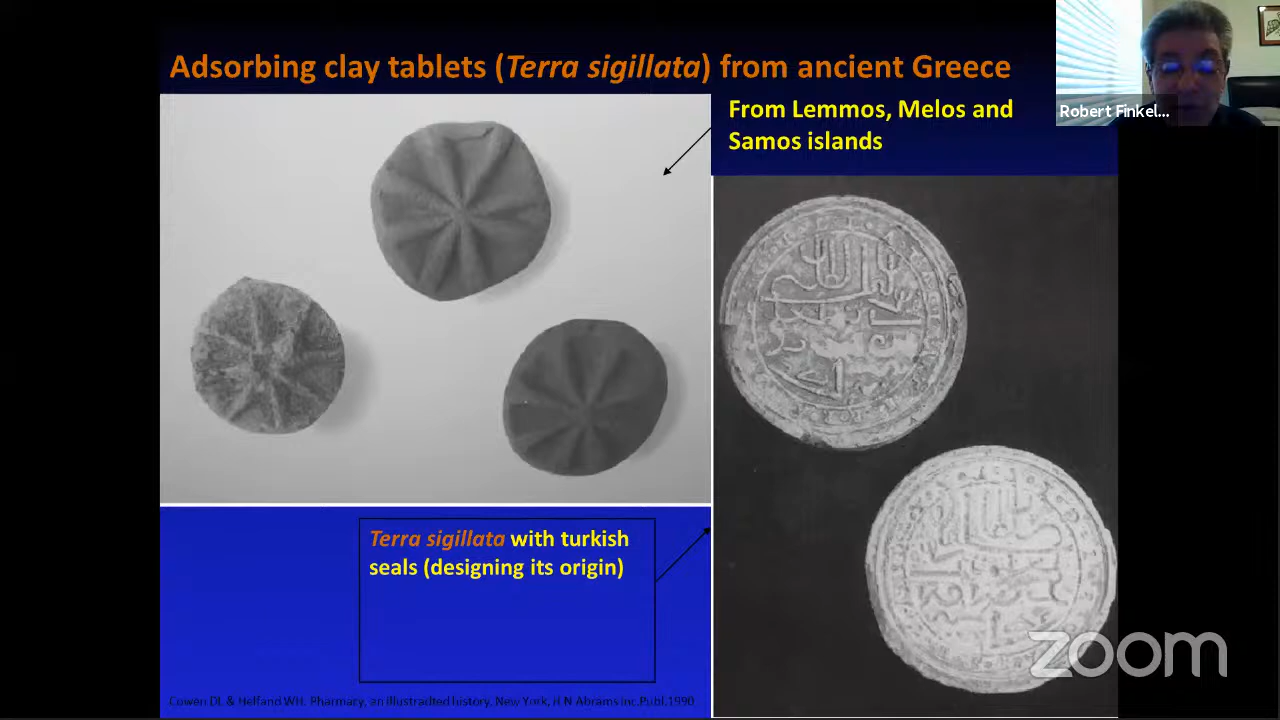 Adsorbing clay tablets (Terra sigillata) from ancient Greece
From Lemmos, Melos and
Samos islands
Robert Finkel...
Terra sigillata with turkish
seals (designing its origin)
Cowen DL & Helfand WH. Pharmacy, an illustradted history. New York, H N Abrams Inc.Publ.1990
zoom